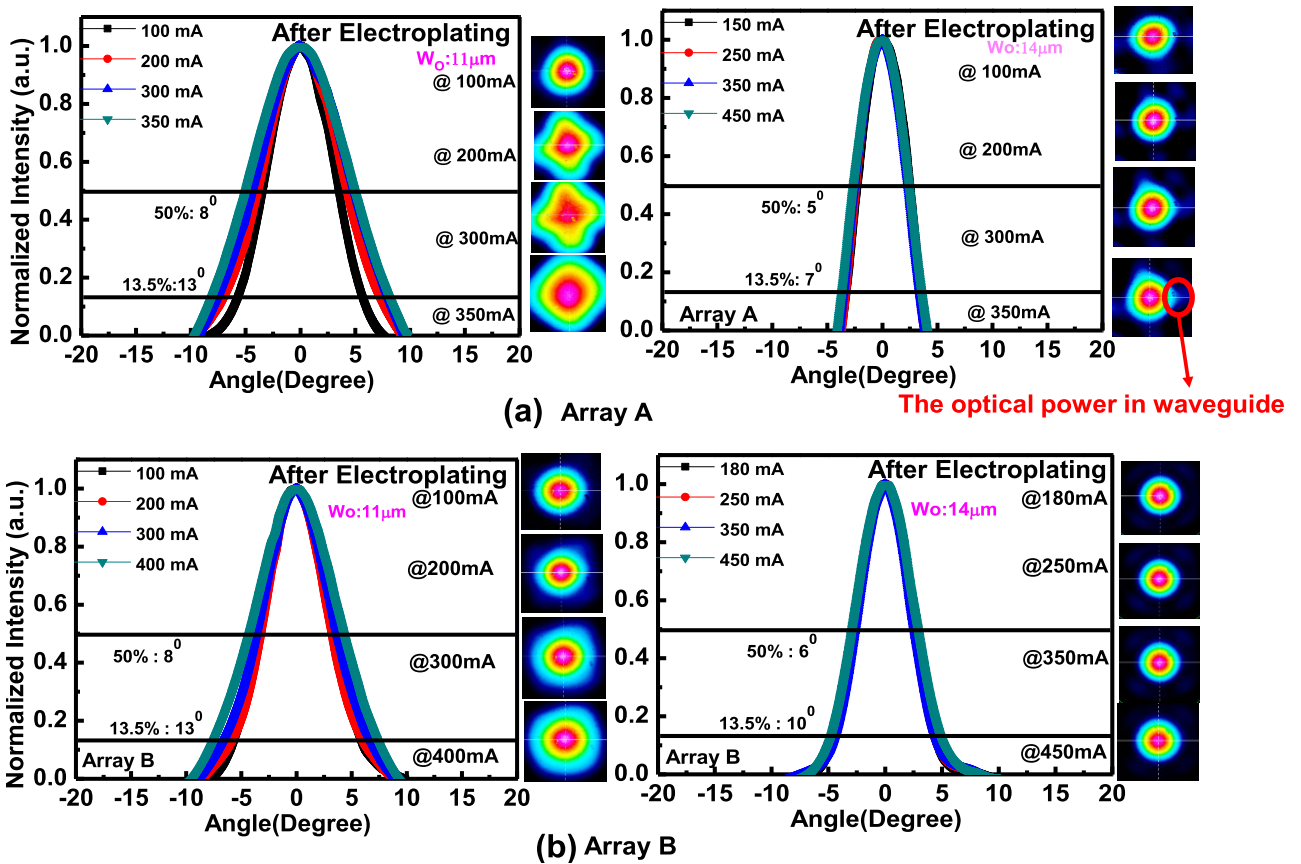 After Electroplating
100 mA
200 mA
300 mA
350 mA
Wo:11μm
@ 100mA
@ 200mA
@ 300mA
@ 350mA
50%: 8⁰
13.5%:13⁰
Normalized Intensity (a.u.)
1.0
0.8
0.6
0.4
0.2
0.0
-20 -15 -10 -5 0 5 10 15 20
Angle(Degree)
After Electroplating
150 mA
250 mA
350 mA
450 mA
Wo:14μm
@ 100mA
@ 200mA
@ 300mA
@ 350mA
50%: 5⁰
13.5%: 7⁰
Array A
1.0
0.8
0.6
0.4
0.2
0.0
-20 -15 -10 -5 0 5 10 15 20
Angle(Degree)
The optical power in waveguide
(a) Array A
After Electroplating
100 mA
200 mA
300 mA
400 mA
Wo:11μm
@100mA
@200mA
@300mA
@400mA
50% : 8⁰
13.5% : 13⁰
Array B
Normalized Intensity (a.u.)
1.0
0.8
0.6
0.4
0.2
0.0
-20 -15 -10 -5 0 5 10 15 20
Angle(Degree)
After Electroplating
180 mA
250 mA
350 mA
450 mA
Wo:14μm
@180mA
@250mA
@350mA
@450mA
50% : 6⁰
13.5% : 10⁰
Array B
1.0
0.8
0.6
0.4
0.2
0.0
-20 -15 -10 -5 0 5 10 15 20
Angle(Degree)
(b) Array B